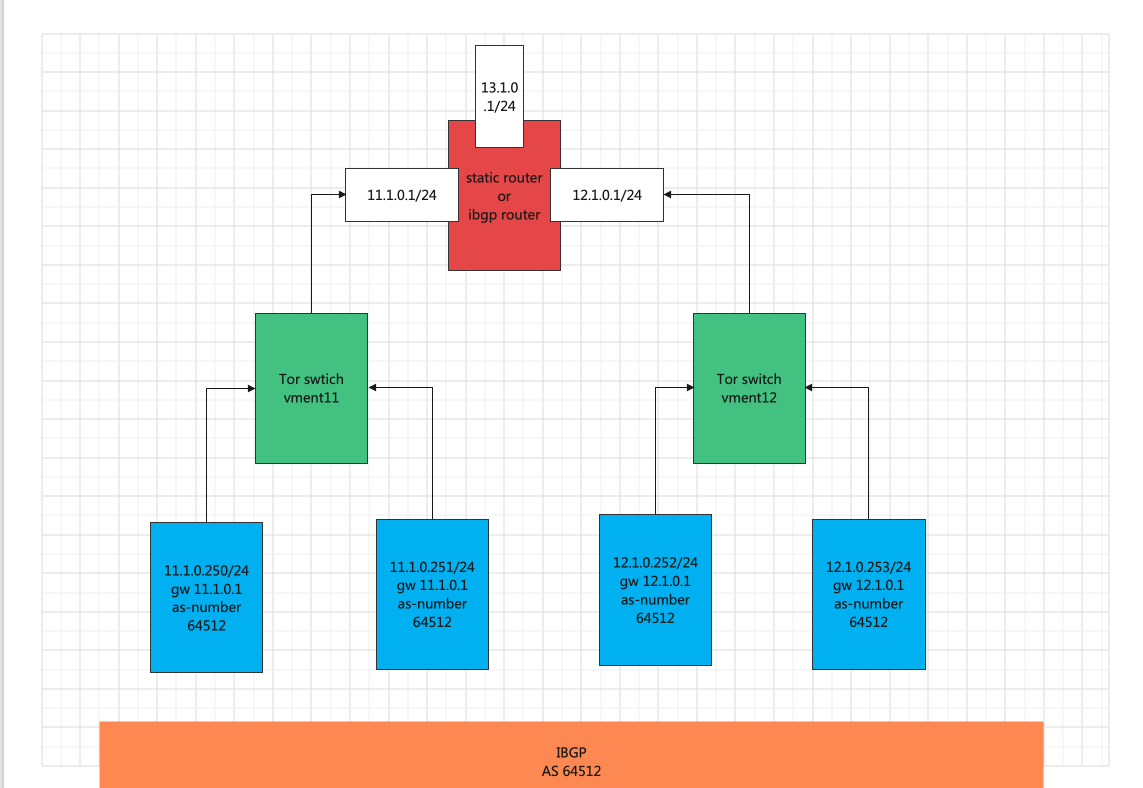 13.1.0
.1/24
11.1.0.1/24
static router
or
ibgp router
12.1.0.1/24
Tor swtich
vment11
Tor switch
vment12
11.1.0.250/24
gw 11.1.0.1
as-number
64512
11.1.0.251/24
gw 11.1.0.1
as-number
64512
12.1.0.252/24
gw 12.1.0.1
as-number
64512
12.1.0.253/24
gw 12.1.0.1
as-number
64512
IBGP
AS 64512